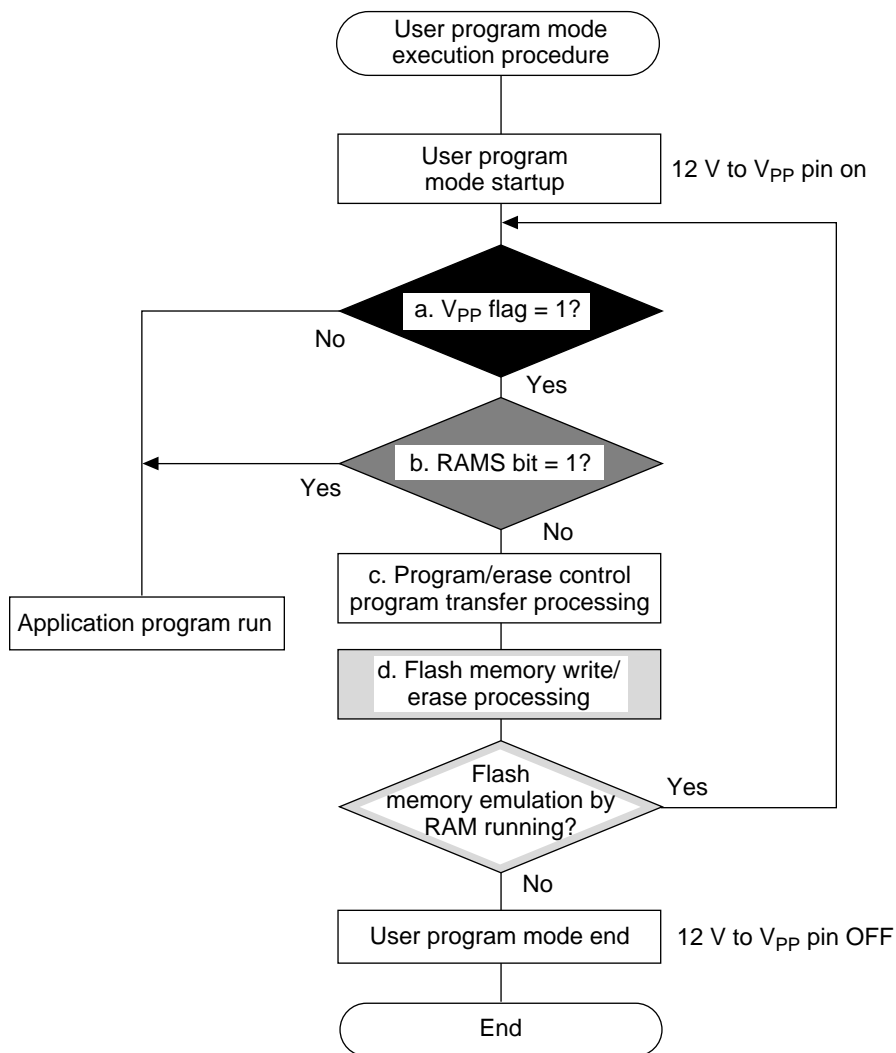 User program mode
execution procedure
User program
mode startup
12 V to VPP pin on
a. VPP flag = 1?
No
Yes
b. RAMS bit = 1?
Yes
No
c. Program/erase control
program transfer processing
Application program run
d. Flash memory write/
erase processing
Flash
memory emulation by
RAM running?
Yes
No
User program mode end
12 V to VPP pin OFF
End